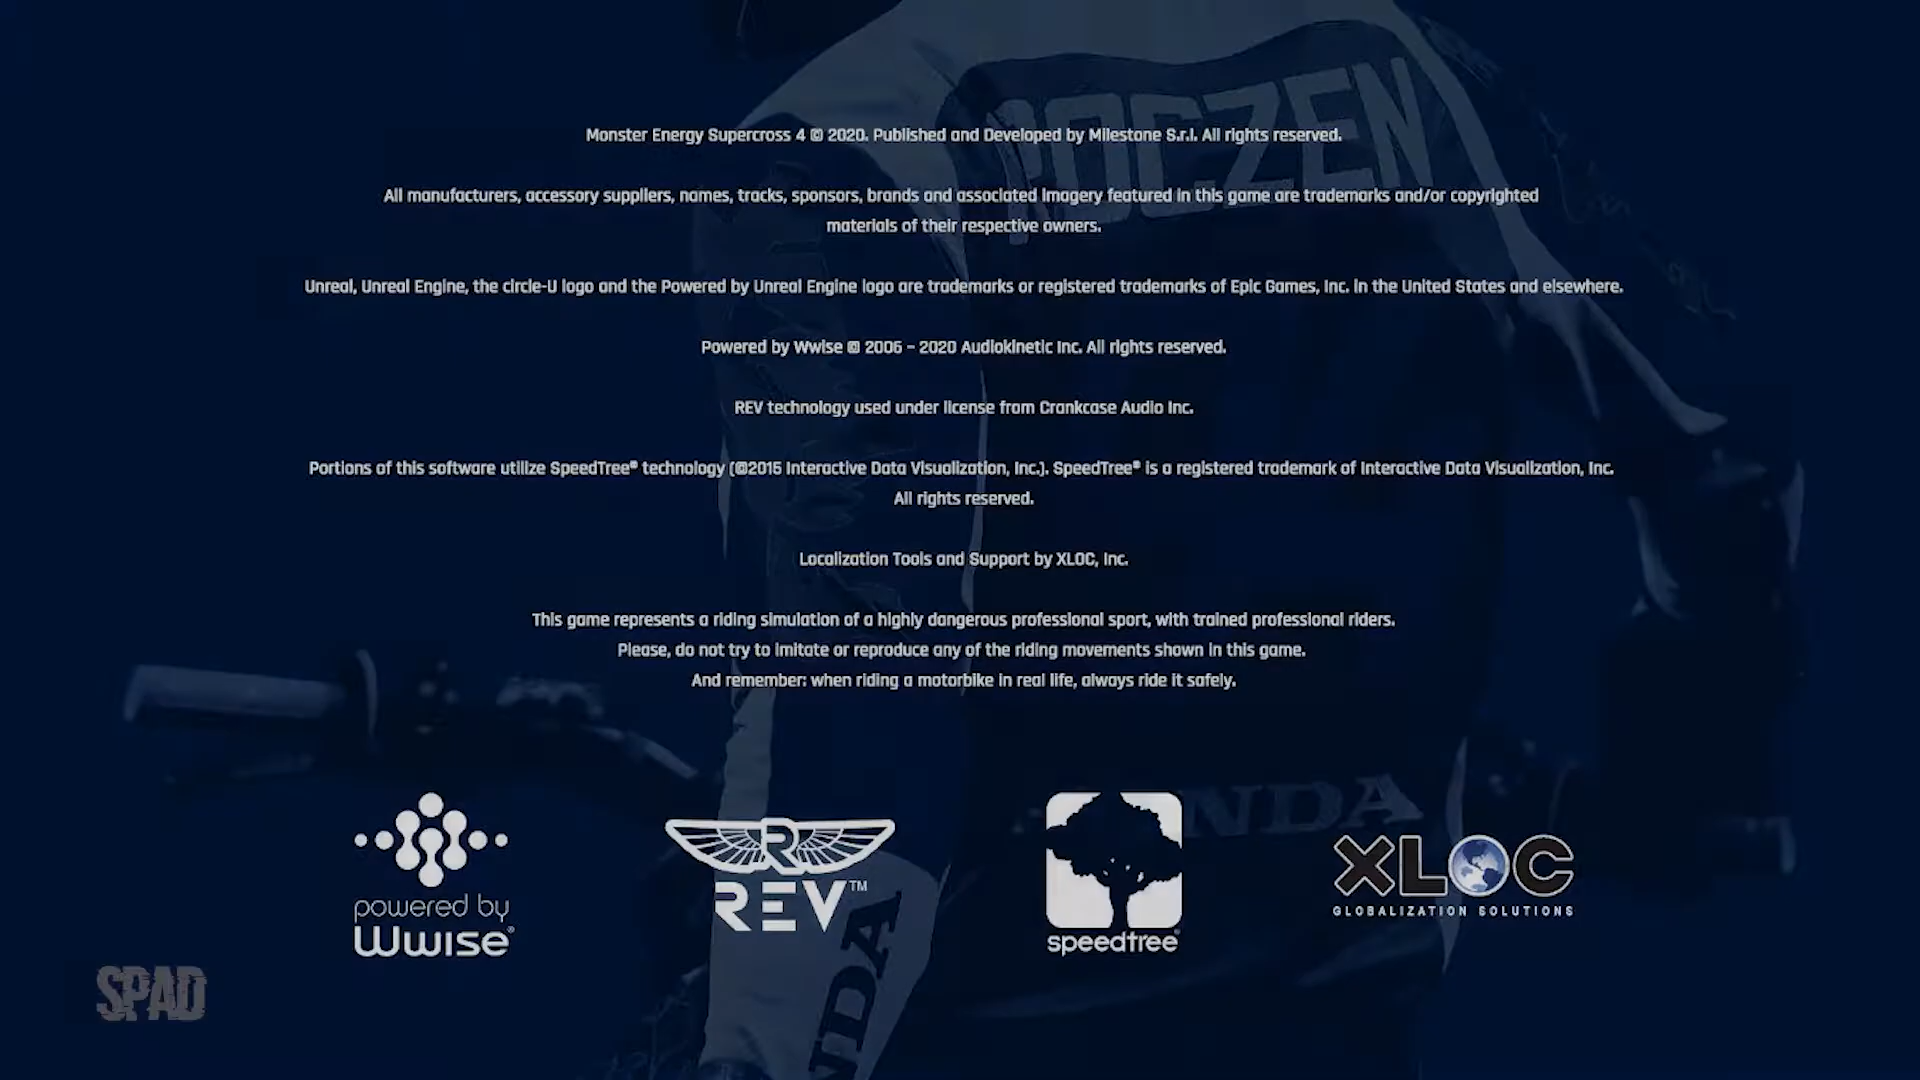 ROCZEN
Monster Energy Supercross 4 © 2020. Published and Developed by Milestone S.r.l. All rights reserved.
All manufacturers, accessory suppliers, names, tracks, sponsors, brands and associated imagery featured in this game are trademarks and/or copyrighted
materials of their respective owners.
Unreal, Unreal Engine, the circle-U logo and the Powered by Unreal Engine logo are trademarks or registered trademarks of Epic Games, Inc. in the United States and elsewhere.
Powered by Wwise © 2006 – 2020 Audiokinetic Inc. All rights reserved.
REV technology used under license from Crankcase Audio Inc.
Portions of this software utilize SpeedTree® technology (©2015 Interactive Data Visualization, Inc.). SpeedTree® is a registered trademark of Interactive Data Visualization, Inc.
All rights reserved.
Localization Tools and Support by XLOC, Inc.
This game represents a riding simulation of a highly dangerous professional sport, with trained professional riders.
Please, do not try to imitate or reproduce any of the riding movements shown in this game.
And remember: when riding a motorbike in real life, always ride it safely.
NDA
powered by
Wwise®
R
REV™
speedtree®
XLOC
GLOBALIZATION SOLUTIONS
NDA
SPAD